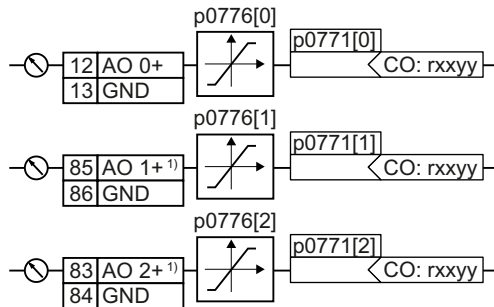 p0776[0]
p0771[0]
12 AO 0+ CO: rxxyy
13 GND
p0776[1]
p0771[1]
85 AO 1+ 1) CO: rxxyy
86 GND
p0776[2]
p0771[2]
83 AO 2+ 1) CO: rxxyy
84 GND